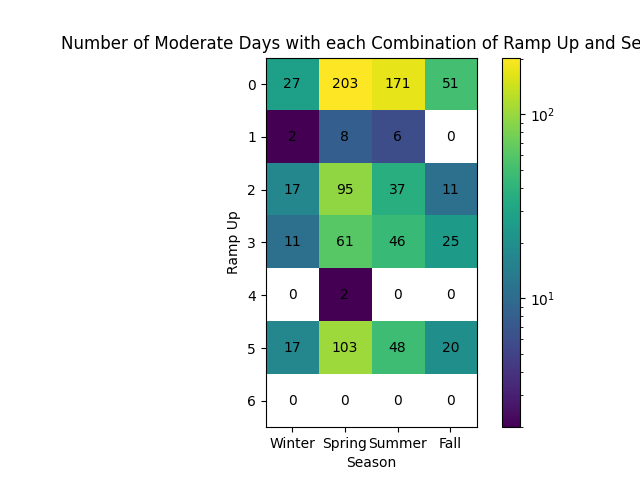 Number of Moderate Days with each Combination of Ramp Up and Se
0 27 203 171 51
1 2 8 6 0
2 17 95 37 11
3 11 61 46 25
4 0 2 0 0
5 17 103 48 20
6 0 0 0 0
Winter Spring Summer Fall
Season
Ramp Up
10²
10¹